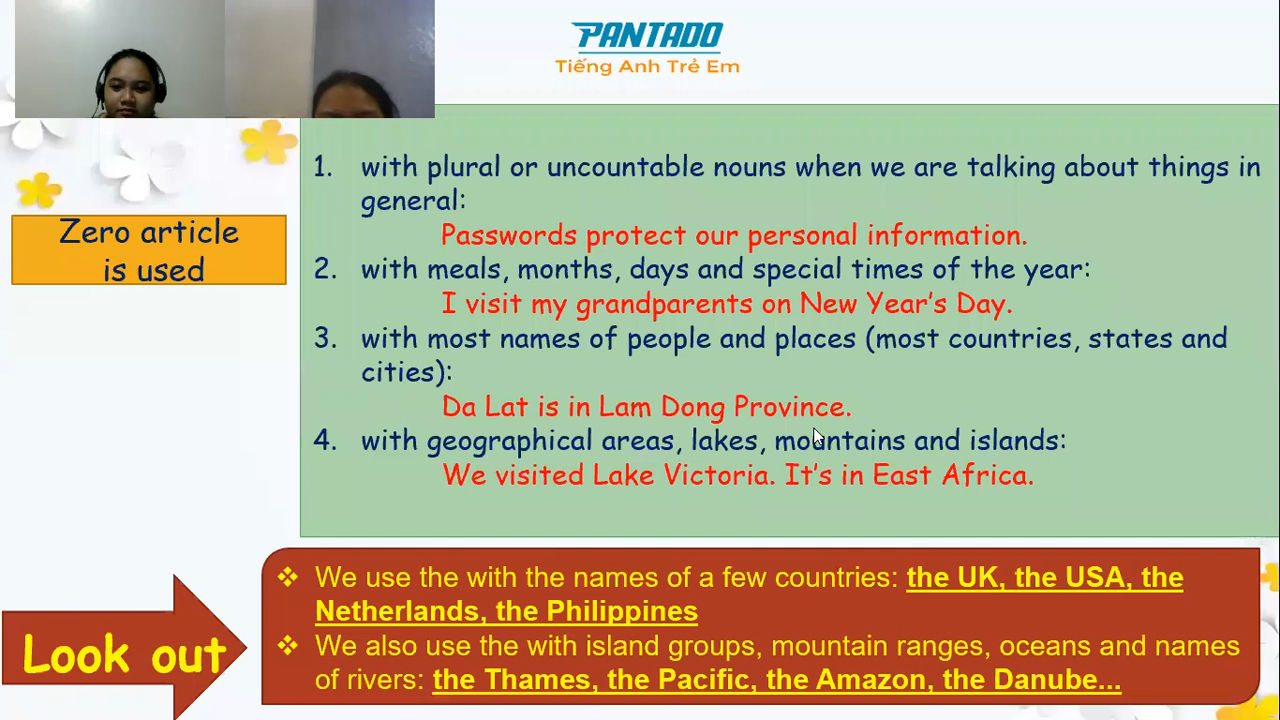 PANTADO
Tiếng Anh Trẻ Em
Zero article
is used
1. with plural or uncountable nouns when we are talking about things in
general:
Passwords protect our personal information.
2. with meals, months, days and special times of the year:
I visit my grandparents on New Year's Day.
3. with most names of people and places (most countries, states and
cities):
Da Lat is in Lam Dong Province.
4. with geographical areas, lakes, mountains and islands:
We visited Lake Victoria. It's in East Africa.
Look out
❖ We use the with the names of a few countries: the UK, the USA, the
Netherlands, the Philippines
❖ We also use the with island groups, mountain ranges, oceans and names
of rivers: the Thames, the Pacific, the Amazon, the Danube...